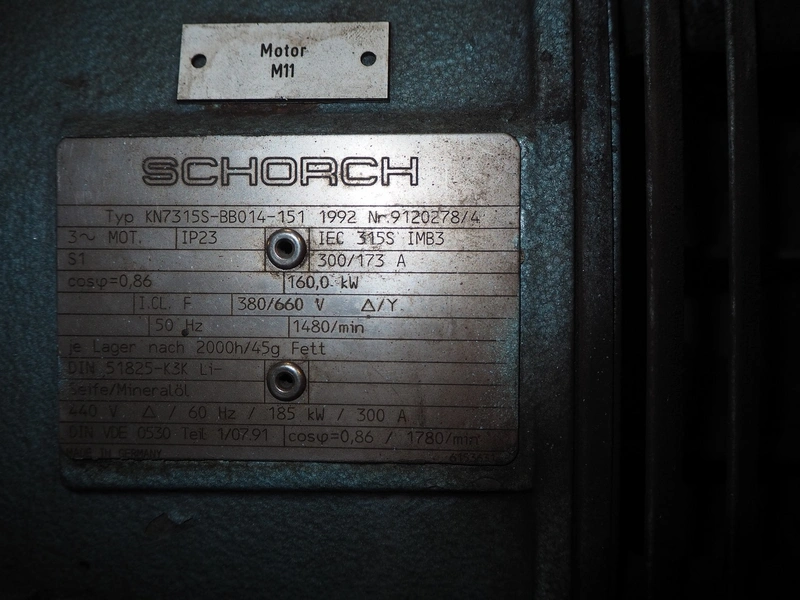 Motor
M11
SCHORCH
Typ KN7315S-BB014-151 1992 Nr.9120278/4
3~ MOT. IP23 IEC 315S IMB3
S1 300/173 A
cosφ=0,86 160,0 kW
I.CL. F 380/660 V Δ/Y
50 Hz 1480/min
je Lager nach 2000h/45g Fett
DIN 51825-K3K Li-
Seife/Mineralöl
440 V Δ / 60 Hz / 185 kW / 300 A
DIN VDE 0530 Teil 1/07.91 cosφ=0,86 / 1780/min
MADE IN GERMANY